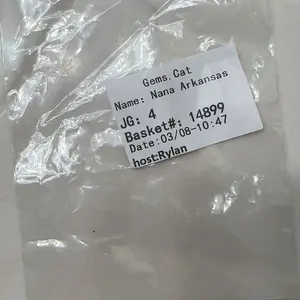 Gems.Cat
Name: Nana Arkansas
JG: 4
Basket#: 14899
Date:03/08-10:47
host:Rylan